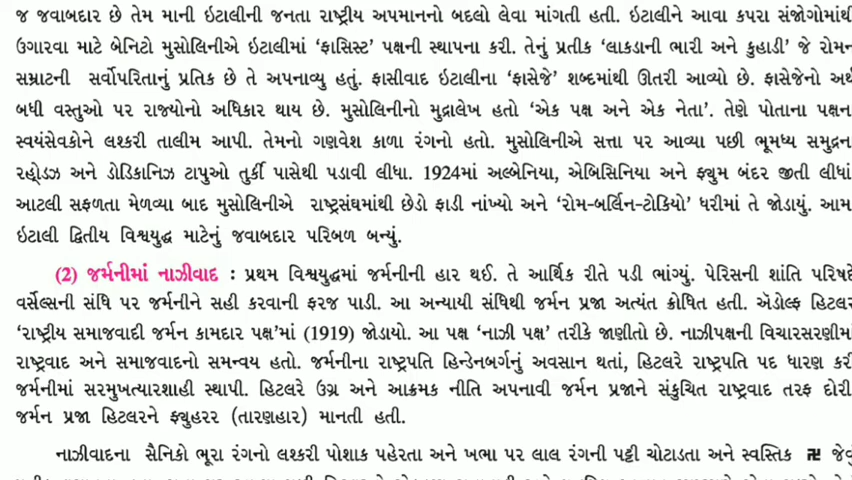 જ જવાબદાર છે તેમ માની ઇટાલીની જનતા રાષ્ટ્રીય અપમાનનો બદલો લેવા માંગતી હતી. ઇટાલીને આવા કપરા સંજોગોમાંથી
ઉગારવા માટે બેનિટો મુસોલિનીએ ઇટાલીમાં ‘ફાસિસ્ટ’ પક્ષની સ્થાપના કરી. તેનું પ્રતીક ‘લાકડાની ભારી અને કુહાડી’ જે રોમન
સમ્રાટની સર્વોપરિતાનું પ્રતિક છે તે અપનાવ્યુ હતું. ફાસીવાદ ઇટાલીના ‘ફાસેજે’ શબ્દમાંથી ઊતરી આવ્યો છે. ફાસેજેનો અર્થ
બધી વસ્તુઓ પર રાજ્યોનો અધિકાર થાય છે. મુસોલિનીનો મુદ્રાલેખ હતો ‘એક પક્ષ અને એક નેતા’. તેણે પોતાના પક્ષન
સ્વયંસેવકોને લશ્કરી તાલીમ આપી. તેમનો ગણવેશ કાળા રંગનો હતો. મુસોલિનીએ સત્તા પર આવ્યા પછી ભૂમધ્ય સમુદ્રન
રહોડઝ અને ડોડિકાનિઝ ટાપુઓ તુર્કી પાસેથી પડાવી લીધા. 1924માં અલ્બેનિયા, એબિસિનિયા અને ફ્યુમ બંદર જીતી લીધાં
આટલી સફળતા મેળવ્યા બાદ મુસોલિનીએ રાષ્ટ્રસંઘમાંથી છેડો ફાડી નાંખ્યો અને ‘રોમ-બર્લિન-ટોકિયો’ ધરીમાં તે જોડાયું. આમ
ઇટાલી દ્વિતીય વિશ્વયુદ્ધ માટેનું જવાબદાર પરિબળ બન્યું.
(2) જર્મનીમાં નાઝીવાદ : પ્રથમ વિશ્વયુદ્ધમાં જર્મનીની હાર થઈ. તે આર્થિક રીતે પડી ભાંગ્યું. પેરિસની શાંતિ પરિષદે
વર્સેલ્સની સંધિ પર જર્મનીને સહી કરવાની ફરજ પાડી. આ અન્યાયી સંધિથી જર્મન પ્રજા અત્યંત ક્રોધિત હતી. ઍડોલ્ફ હિટલર
‘રાષ્ટ્રીય સમાજવાદી જર્મન કામદાર પક્ષ’માં (1919) જોડાયો. આ પક્ષ ‘નાઝી પક્ષ’ તરીકે જાણીતો છે. નાઝીપક્ષની વિચારસરણીમાં
રાષ્ટ્રવાદ અને સમાજવાદનો સમન્વય હતો. જર્મનીના રાષ્ટ્રપતિ હિન્ડેનબર્ગનું અવસાન થતાં, હિટલરે રાષ્ટ્રપતિ પદ ધારણ કરી
જર્મનીમાં સરમુખત્યારશાહી સ્થાપી. હિટલરે ઉગ્ર અને આક્રમક નીતિ અપનાવી જર્મન પ્રજાને સંકુચિત રાષ્ટ્રવાદ તરફ દોરી
જર્મન પ્રજા હિટલરને ફ્યુહરર (તારણહાર) માનતી હતી.
નાઝીવાદના સૈનિકો ભૂરા રંગનો લશ્કરી પોશાક પહેરતા અને ખભા પર લાલ રંગની પટ્ટી ચોટાડતા અને સ્વસ્તિક 卐 જેવું